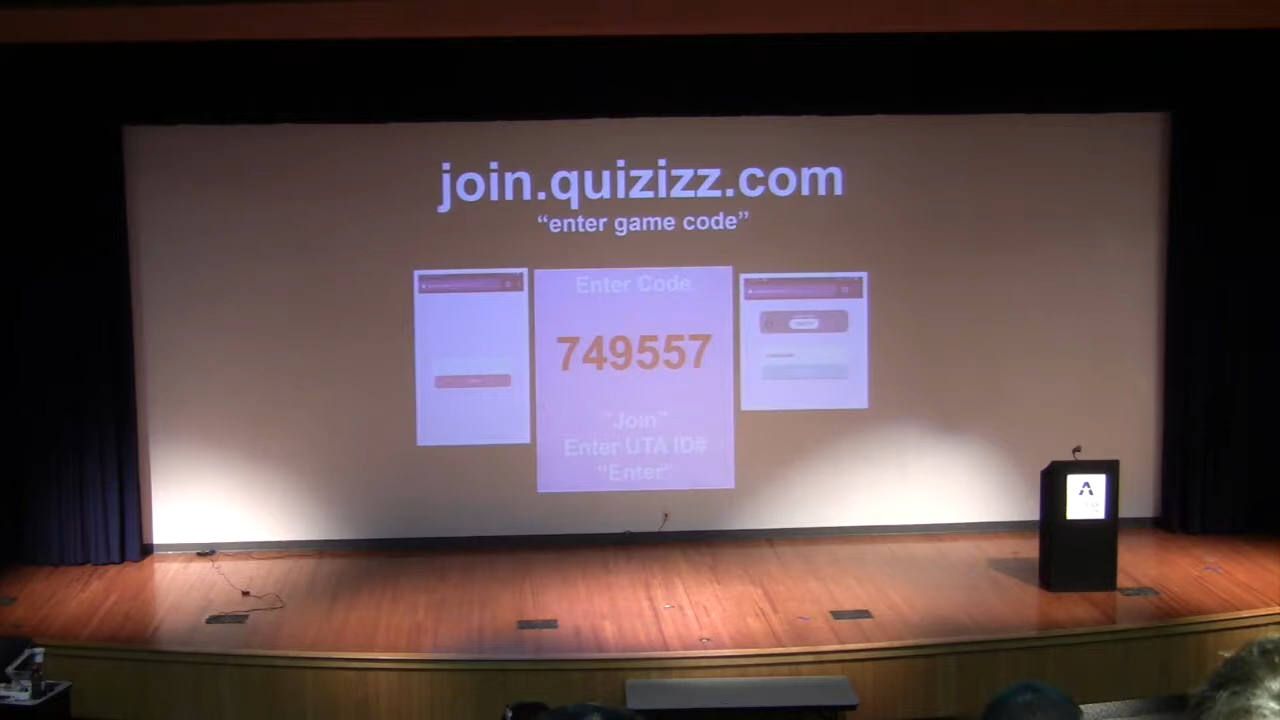 join.quizizz.com
“enter game code”
Enter Code
749557
"Join"
Enter UTA ID#
“Enter”